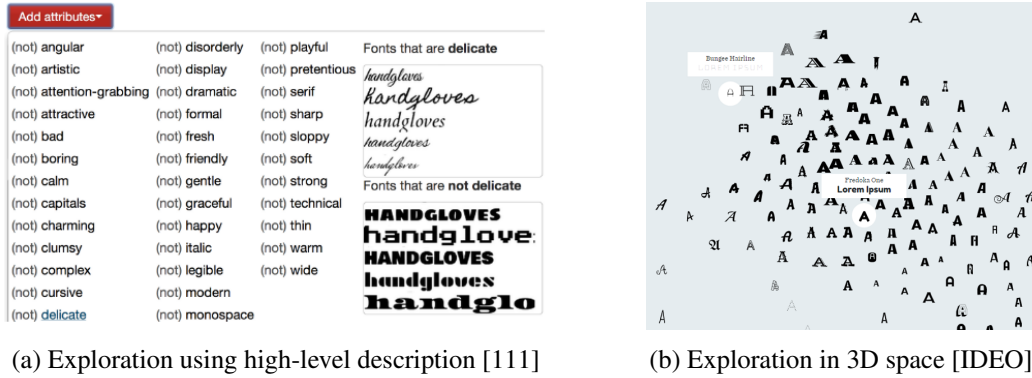 Add attributes
(not) angular
(not) artistic
(not) attention-grabbing
(not) attractive
(not) bad
(not) boring
(not) calm
(not) capitals
(not) charming
(not) clumsy
(not) complex
(not) cursive
(not) delicate
(not) disorderly
(not) display
(not) dramatic
(not) formal
(not) fresh
(not) friendly
(not) gentle
(not) graceful
(not) happy
(not) italic
(not) legible
(not) modern
(not) monospace
(not) playful
(not) pretentious
(not) serif
(not) sharp
(not) sloppy
(not) soft
(not) strong
(not) technical
(not) thin
(not) warm
(not) wide
Fonts that are delicate
handgloves
handgloves
handgloves
handgloves
handgloves
Fonts that are not delicate
HANDGLOVES
handglove
HANDGLOVES
handgloves
handglo
(a) Exploration using high-level description [111]
Bungee Hairline
LOREM IPSUM
Fredoka One
Lorem Ipsum
(b) Exploration in 3D space [IDEO]